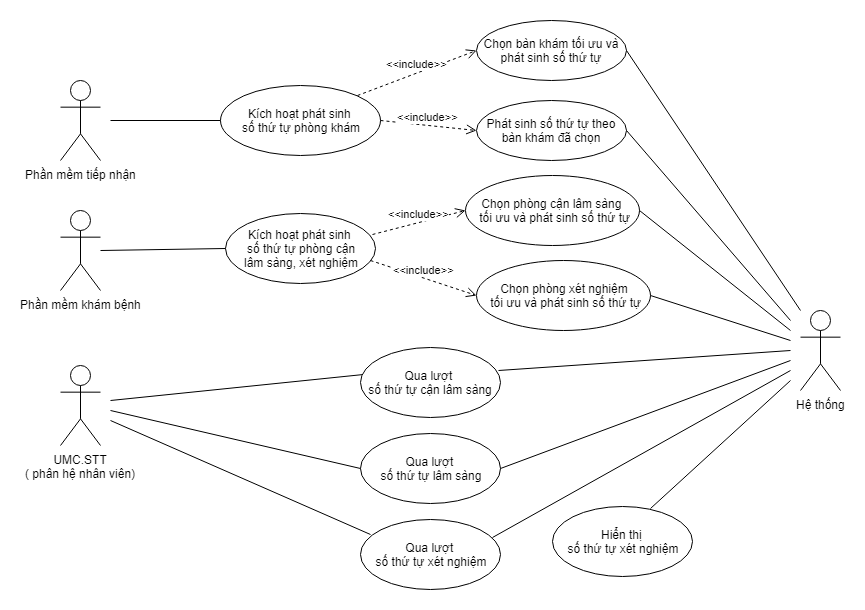 Chọn bàn khám tối ưu và
phát sinh số thứ tự
<<include>>
Kích hoạt phát sinh
số thứ tự phòng khám
<<include>>
Phát sinh số thứ tự theo
bàn khám đã chọn
Phần mềm tiếp nhận
Chọn phòng cận lâm sàng
tối ưu và phát sinh số thứ tự
<<include>>
Kích hoạt phát sinh
số thứ tự phòng cận
lâm sàng, xét nghiệm
<<include>>
Chọn phòng xét nghiệm
tối ưu và phát sinh số thứ tự
Phần mềm khám bệnh
Qua lượt
số thứ tự cận lâm sàng
Hệ thống
UMC.STT
( phân hệ nhân viên)
Qua lượt
số thứ tự lâm sàng
Qua lượt
số thứ tự xét nghiệm
Hiển thị
số thứ tự xét nghiệm